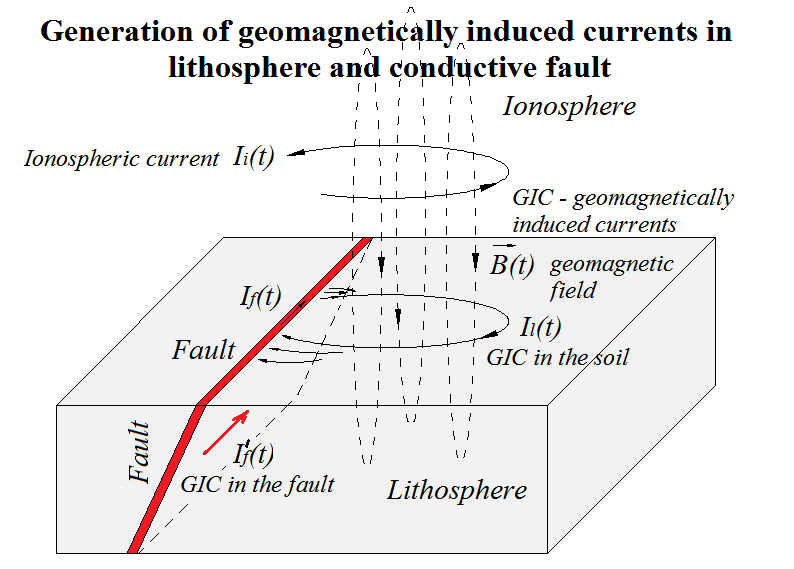 Generation of geomagnetically induced currents in
lithosphere and conductive fault
Ionosphere
Ionospheric current Ii(t)
GIC - geomagnetically
induced currents
B(t) geomagnetic
field
If(t)
Il(t)
Fault
GIC in the soil
Fault
If(t)
GIC in the fault
Lithosphere